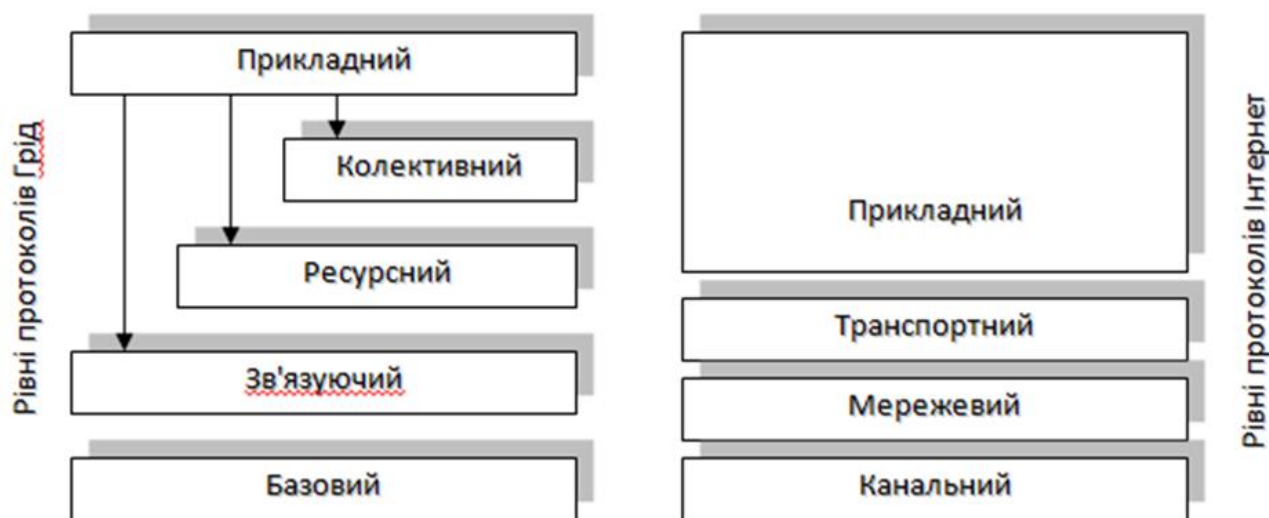 Рівні протоколів Грід
Прикладний
Колективний
Ресурсний
Зв'язуючий
Базовий
Прикладний
Транспортний
Мережевий
Канальний
Рівні протоколів Інтернет